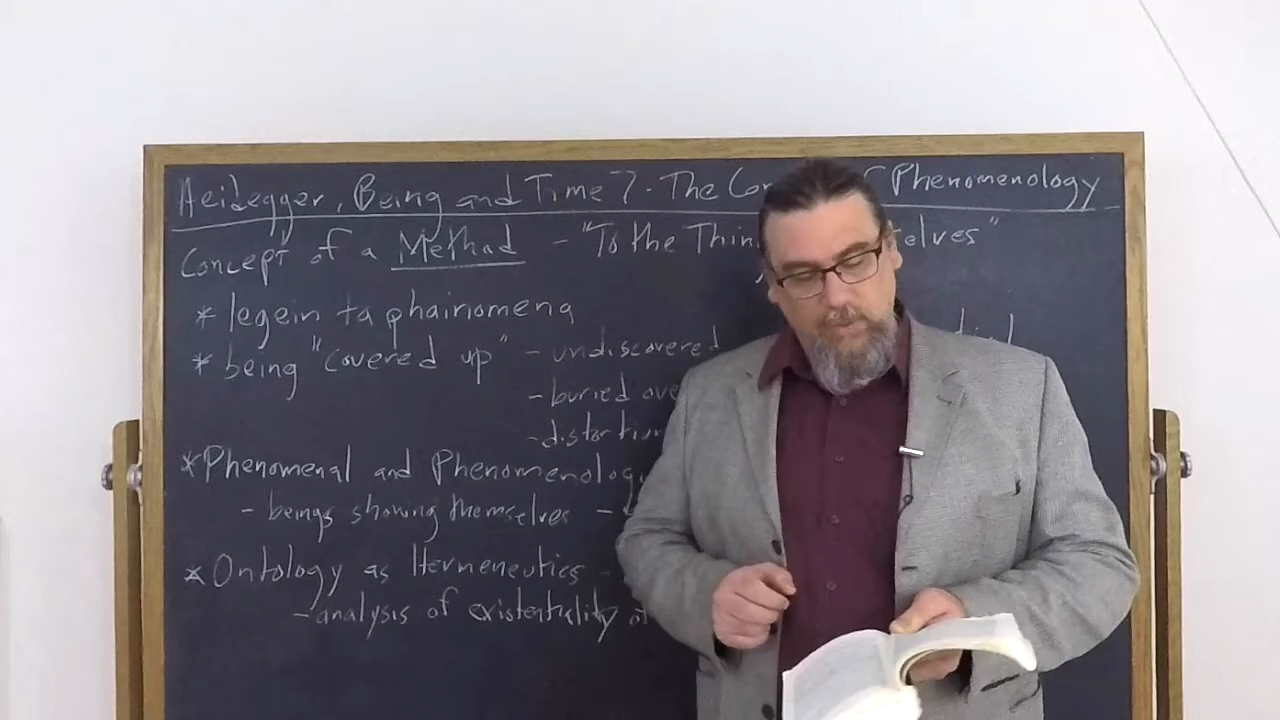 Heidegger, Being and Time 7 - The Con Phenomenology
Concept of a Method - "To the Thin selves"
* legein ta phainomena
* being "covered up" - undiscovered
- buried ove
- distortion
* Phenomenal and Phenomenolog
- beings showing themselves -
* Ontology as Hermeneutics -
- analysis of existentiality of